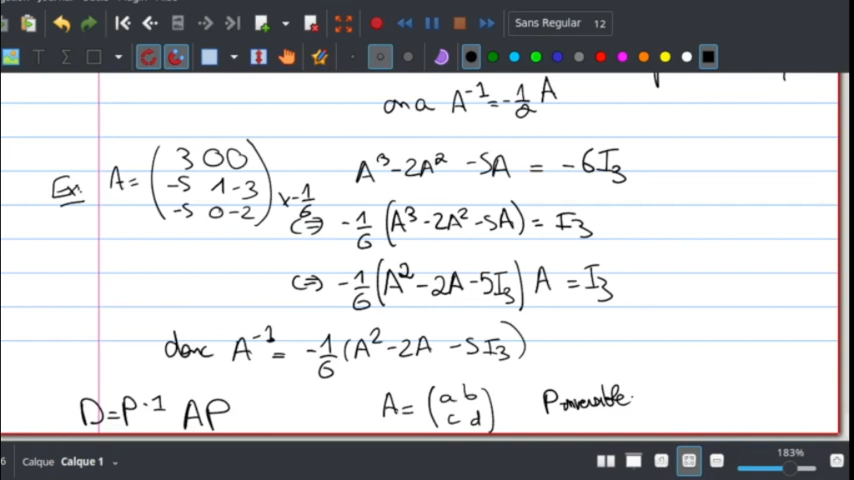 Sans Regular 12
on a A^-1 = -1/2 A
Ex: A = (3 0 0; -5 1 -3; -5 0 -2) A³ - 2A² - 5A = -6I₃
x -1/6 <=> -1/6 (A³ - 2A² - 5A) = I₃
<=> -1/6 (A² - 2A - 5I₃) A = I₃
donc A^-1 = -1/6 (A² - 2A - 5I₃)
D = P^-1 AP A = (a b; c d) P inversible.
6 Calque Calque 1 183%